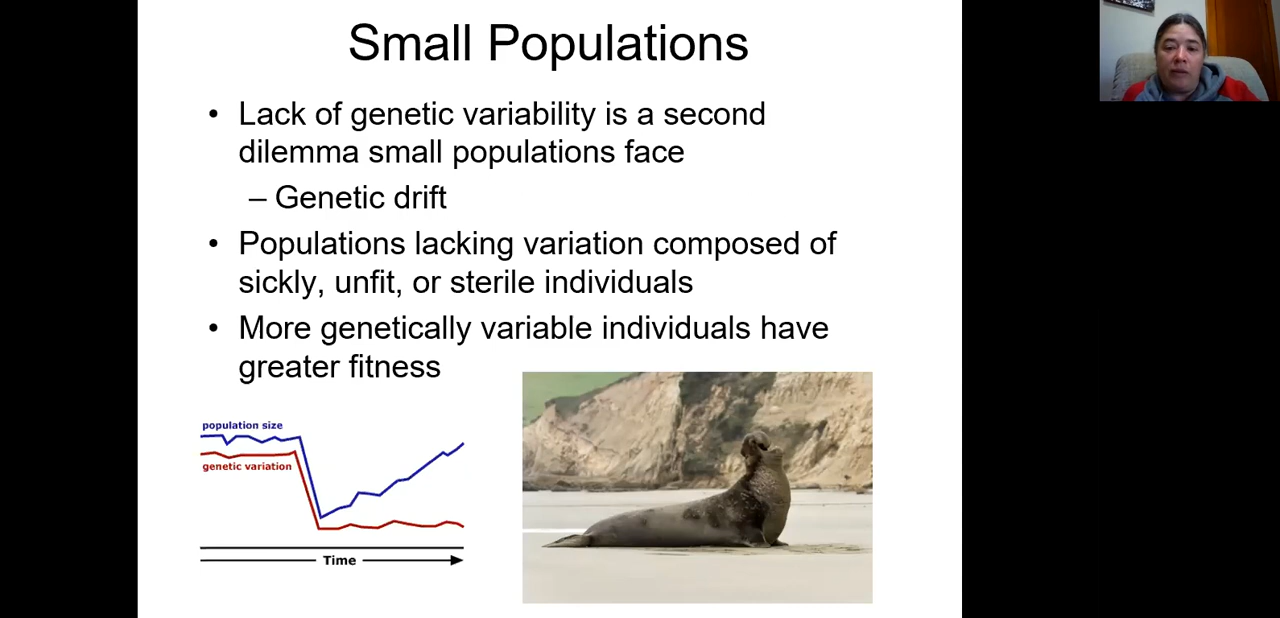 Small Populations
• Lack of genetic variability is a second
dilemma small populations face
– Genetic drift
• Populations lacking variation composed of
sickly, unfit, or sterile individuals
• More genetically variable individuals have
greater fitness
population size
genetic variation
Time